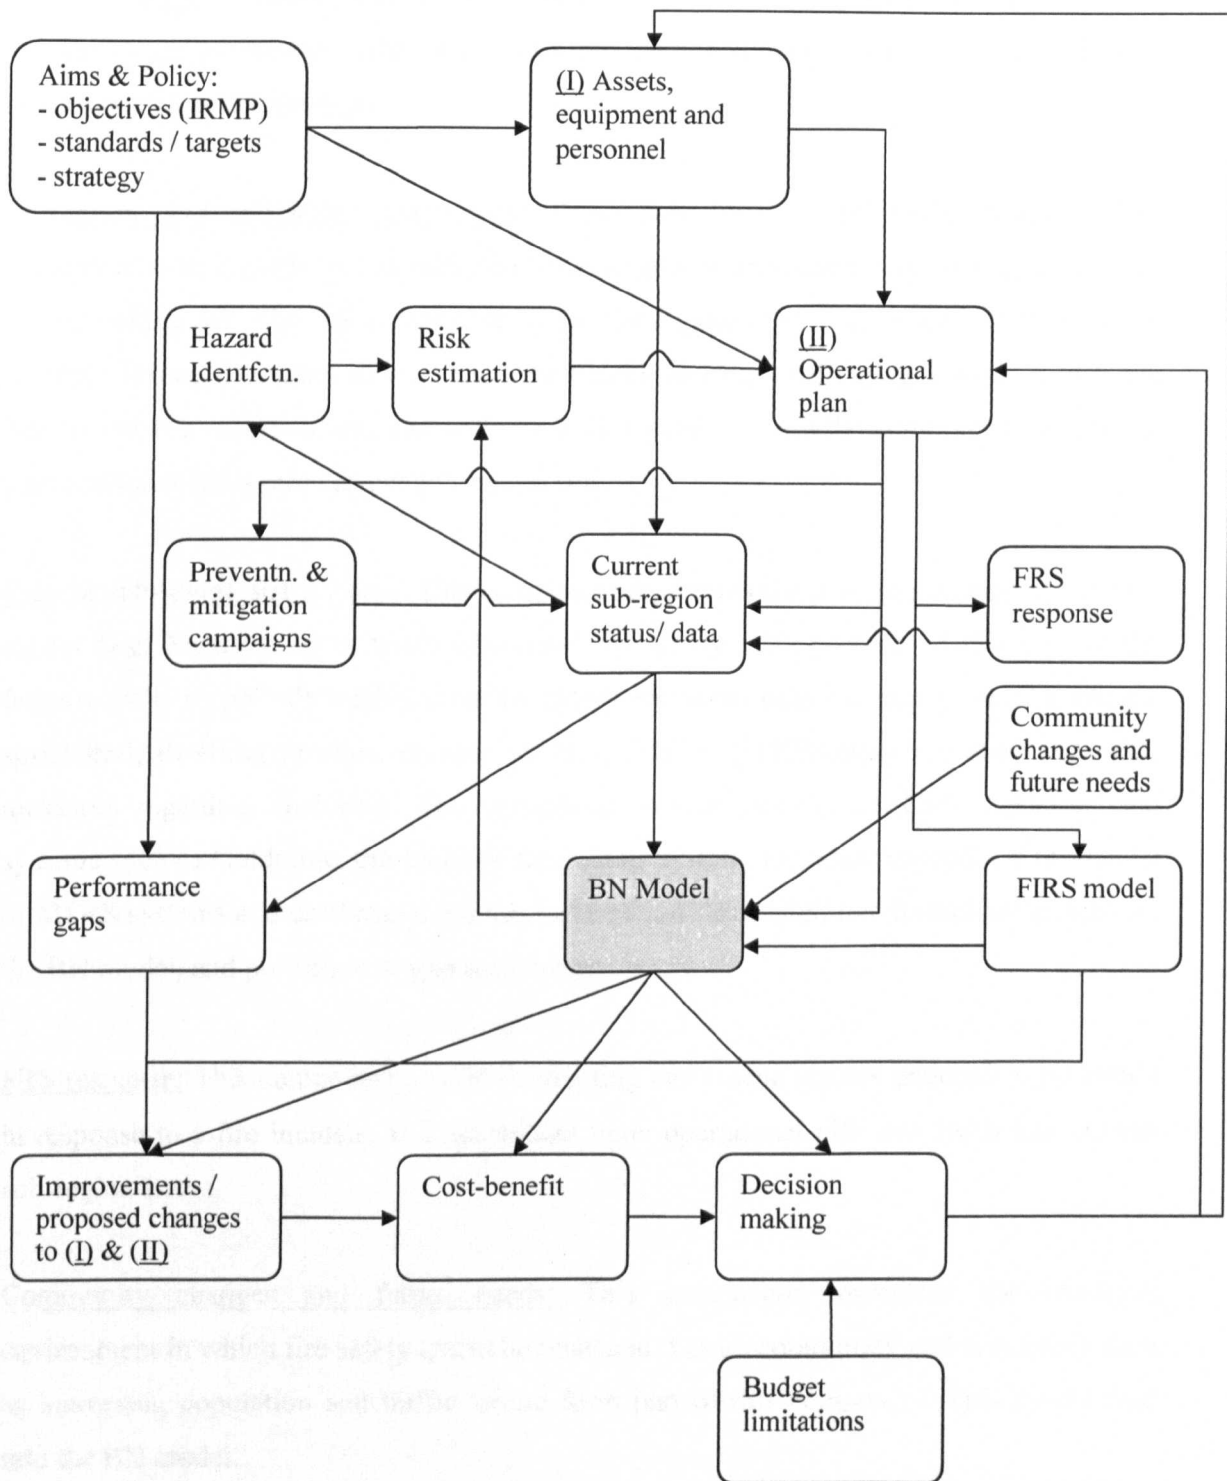 Aims & Policy:
- objectives (IRMP)
- standards / targets
- strategy
(I) Assets,
equipment and
personnel
Hazard
Identfctn.
Risk
estimation
(II)
Operational
plan
Preventn. &
mitigation
campaigns
Current
sub-region
status/ data
FRS
response
Community
changes and
future needs
Performance
gaps
BN Model
FIRS model
Improvements /
proposed changes
to (I) & (II)
Cost-benefit
Decision
making
Budget
limitations